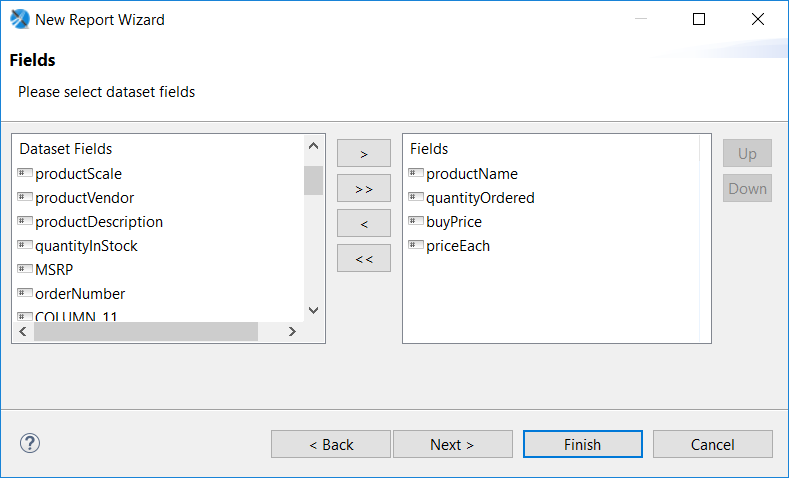 New Report Wizard
Fields
Please select dataset fields
Dataset Fields
productScale
productVendor
productDescription
quantityInStock
MSRP
orderNumber
COLUMN_11
>
>>
<
<<
Fields
productName
quantityOrdered
buyPrice
priceEach
Up
Down
?
< Back
Next >
Finish
Cancel